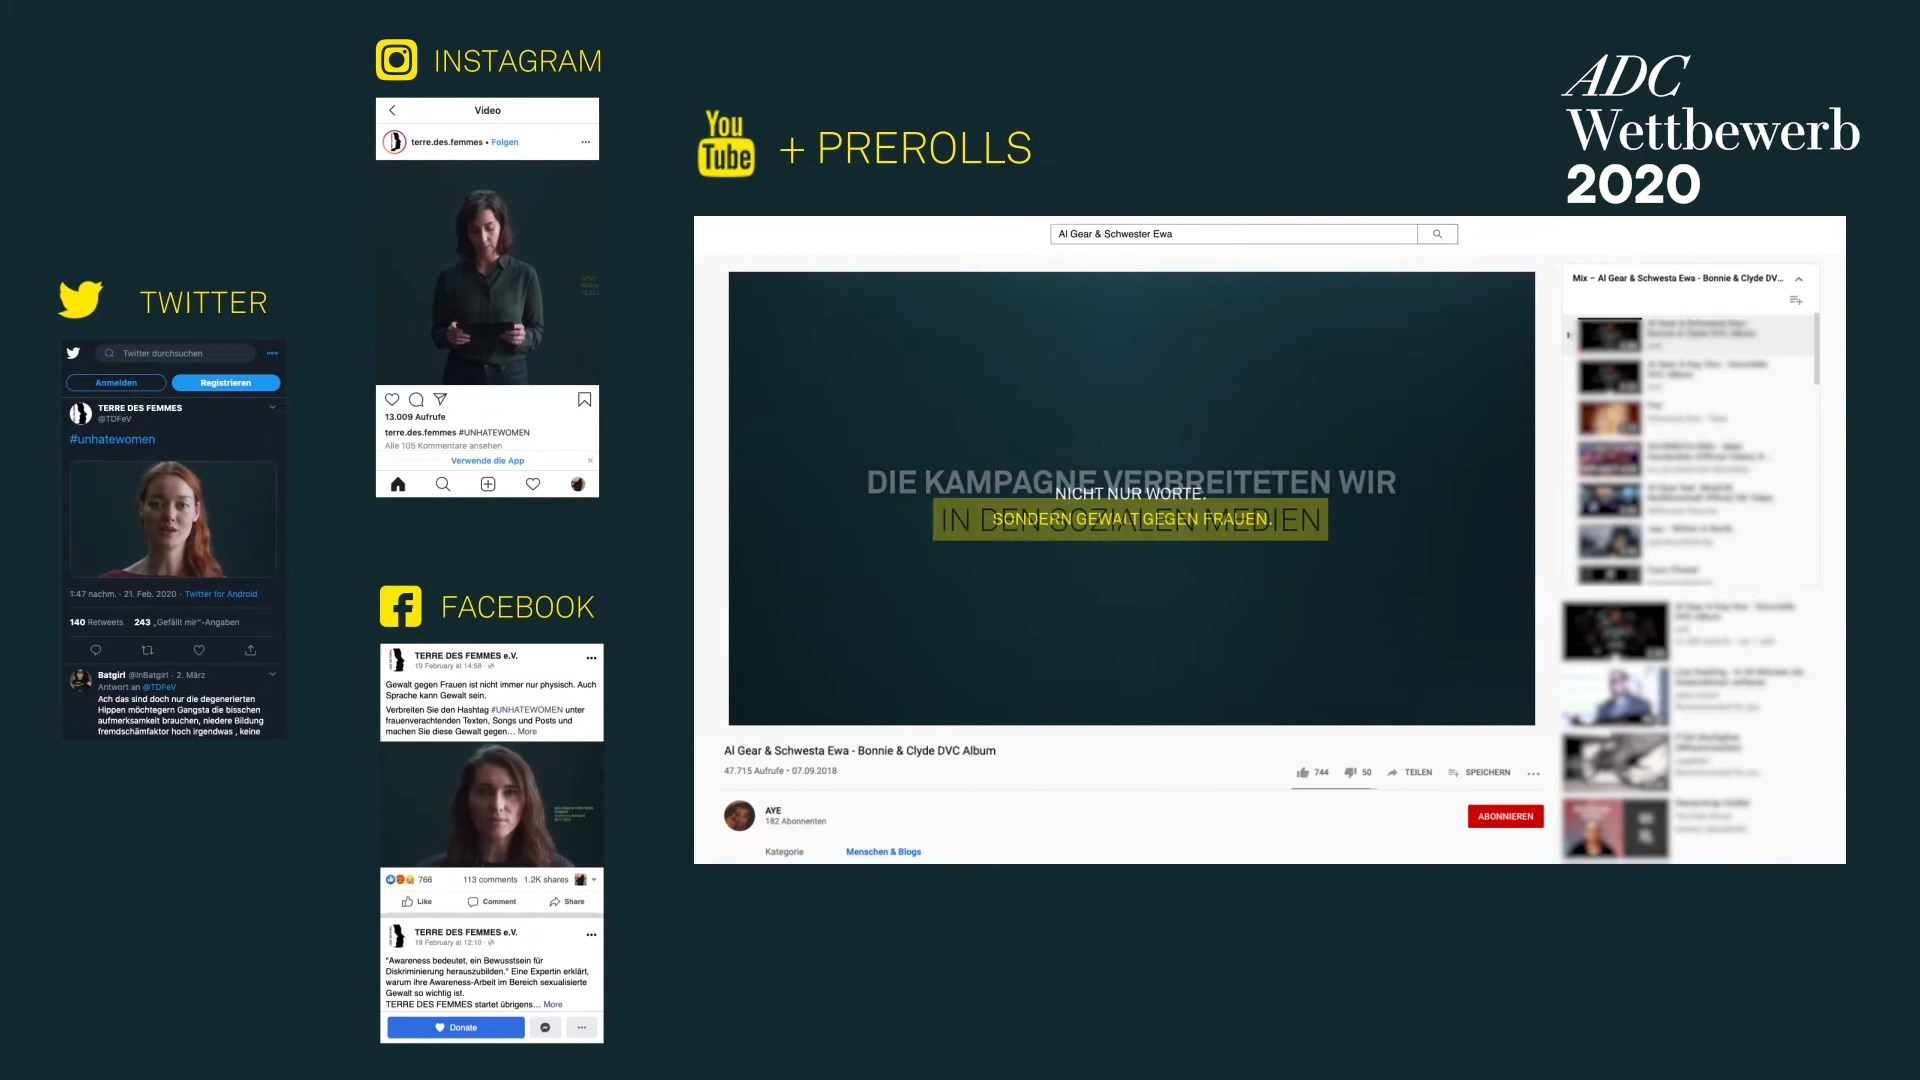 INSTAGRAM
Video
terre.des.femmes • Folgen
13.009 Aufrufe
terre.des.femmes #UNHATEWOMEN
Alle 105 Kommentare ansehen
Verwende die App
TWITTER
Twitter durchsuchen
Anmelden
Registrieren
TERRE DES FEMMES
@TDFeV
#unhatewomen
1:47 nachm. · 21. Feb. 2020 · Twitter for Android
140 Retweets 243 „Gefällt mir“-Angaben
Batgirl @InBatgirl · 2. März
Antwort an @TDFeV
Ach das sind doch nur die degenerierten
Hippen möchtegern Gangsta die bisschen
aufmerksamkeit brauchen, niedere Bildung
fremdschämfaktor hoch irgendwas , keine
FACEBOOK
TERRE DES FEMMES e.V.
19 February at 14:58
Gewalt gegen Frauen ist nicht immer nur physisch. Auch
Sprache kann Gewalt sein.
Verbreiten Sie den Hashtag #UNHATEWOMEN unter
frauenverachtenden Texten, Songs und Posts und
machen Sie diese Gewalt gegen... More
766
113 comments 1.2K shares
Like
Comment
Share
TERRE DES FEMMES e.V.
19 February at 12:10
"Awareness bedeutet, ein Bewusstsein für
Diskriminierung herauszubilden." Eine Expertin erklärt,
warum ihre Awareness-Arbeit im Bereich sexualisierte
Gewalt so wichtig ist.
TERRE DES FEMMES startet übrigens... More
Donate
You
Tube
+ PREROLLS
ADC
Wettbewerb
2020
Al Gear & Schwester Ewa
DIE KAMPAGNE VERBREITETEN WIR
IN DEN SOZIALEN MEDIEN
NICHT NUR WORTE.
SONDERN GEWALT GEGEN FRAUEN.
Al Gear & Schwesta Ewa - Bonnie & Clyde DVC Album
47.715 Aufrufe • 07.09.2018
744
50
TEILEN
SPEICHERN
AYE
182 Abonnenten
ABONNIEREN
Kategorie
Menschen & Blogs
Mix – Al Gear & Schwesta Ewa - Bonnie & Clyde DV...